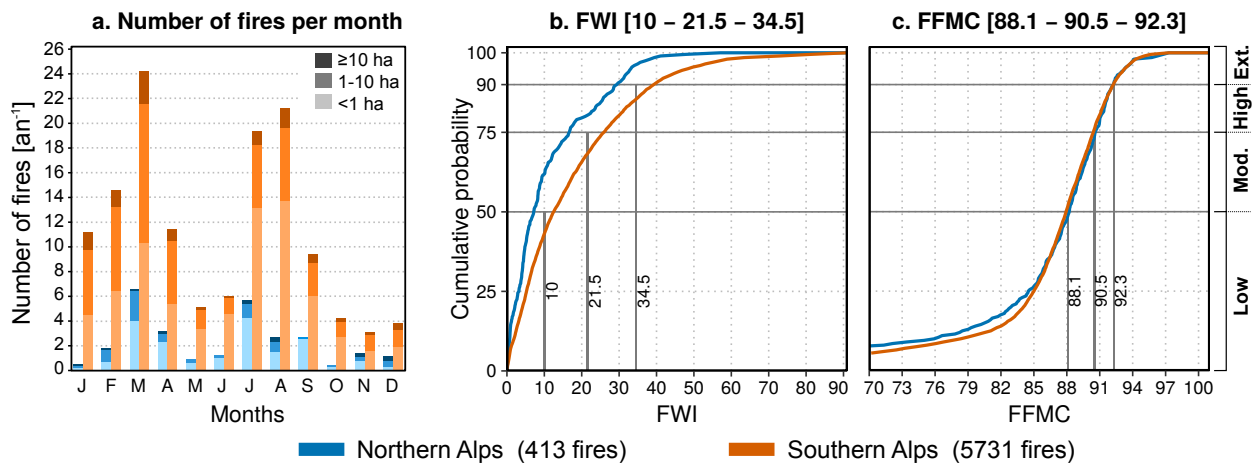 a. Number of fires per month
b. FWI [10 − 21.5 − 34.5]
c. FFMC [88.1 − 90.5 − 92.3]
Number of fires [an⁻¹]
26
24
22
20
18
16
14
12
10
8
6
4
2
0
≥10 ha
1-10 ha
<1 ha
J F M A M J J A S O N D
Months
Cumulative probability
100
90
75
50
25
0
10
21.5
34.5
0 10 20 30 40 50 60 70 80 90
FWI
88.1
90.5
92.3
70 73 76 79 82 85 88 91 94 97 100
FFMC
Ext.
High
Mod.
Low
Northern Alps (413 fires)
Southern Alps (5731 fires)